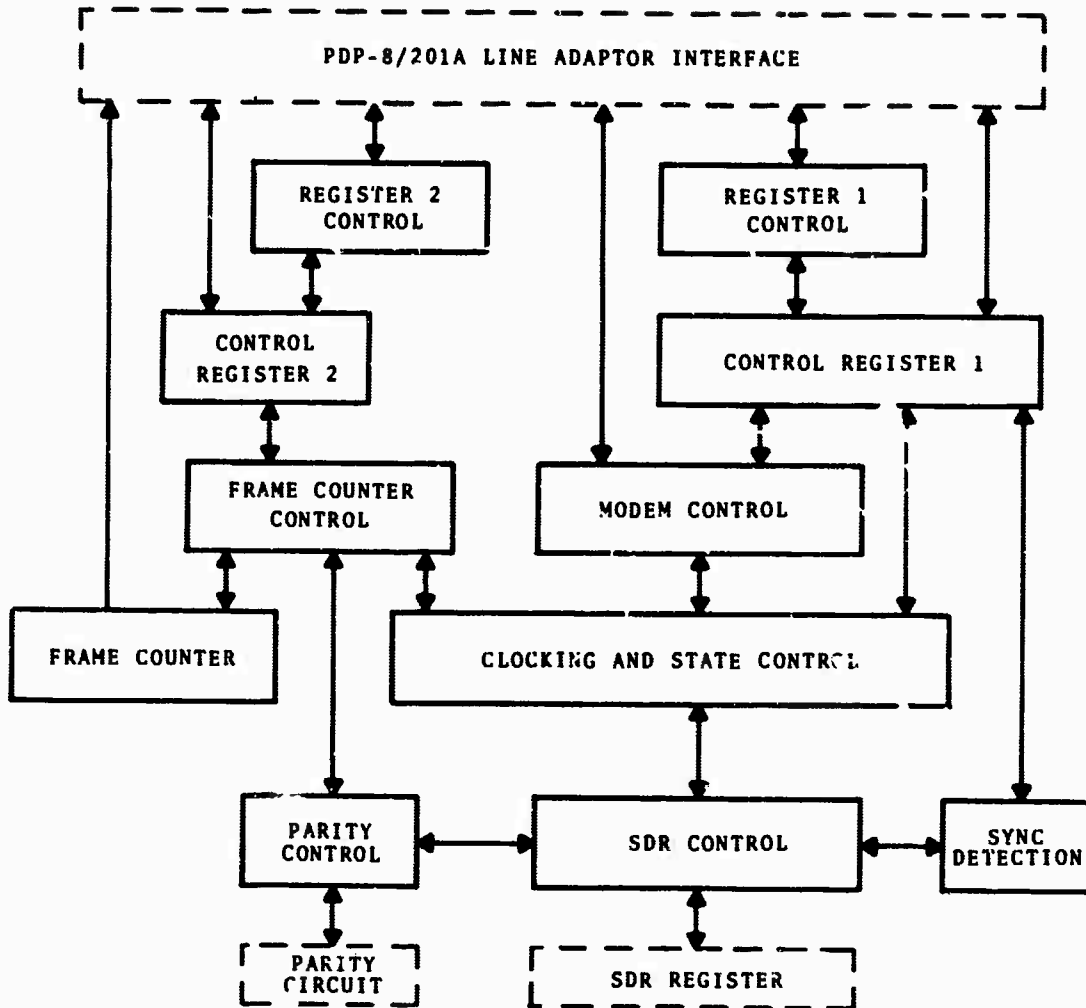 PDP-8/201A LINE ADAPTOR INTERFACE
REGISTER 2
CONTROL
REGISTER 1
CONTROL
CONTROL
REGISTER 2
CONTROL REGISTER 1
FRAME COUNTER
CONTROL
MODEM CONTROL
FRAME COUNTER
CLOCKING AND STATE CONTROL
PARITY
CONTROL
SDR CONTROL
SYNC
DETECTION
PARITY
CIRCUIT
SDR REGISTER